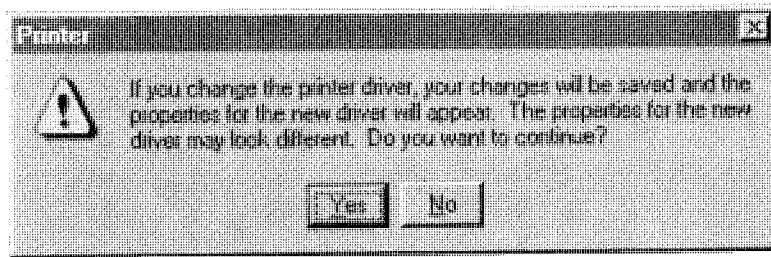 Printer
If you change the printer driver, your changes will be saved and the
properties for the new driver will appear. The properties for the new
driver may look different. Do you want to continue?
Yes No